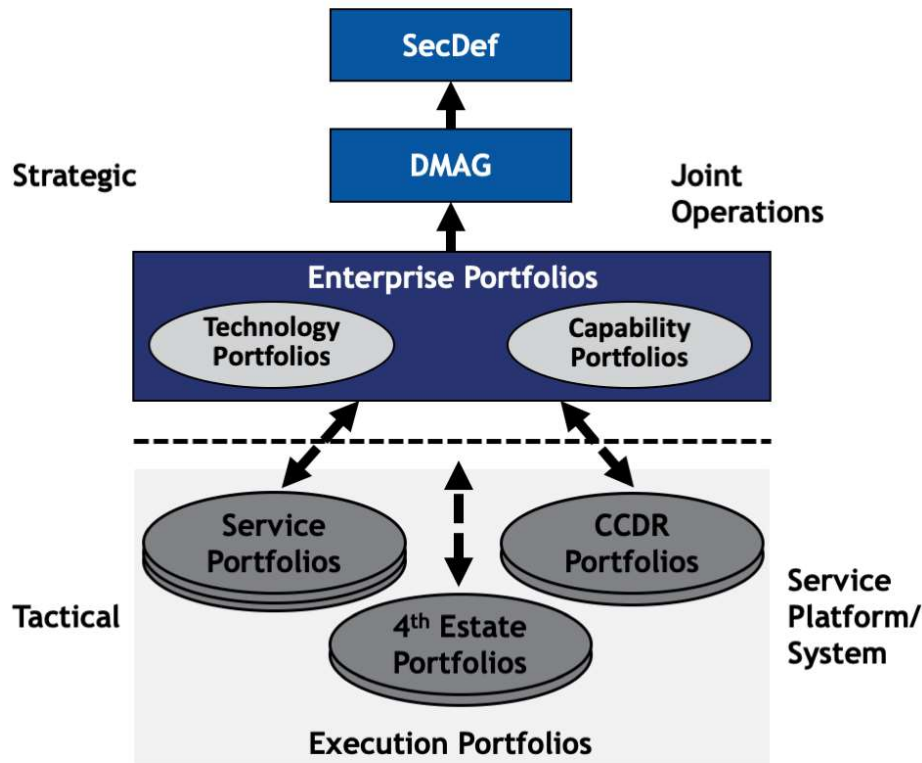 SecDef
DMAG
Strategic
Joint
Operations
Enterprise Portfolios
Technology
Portfolios
Capability
Portfolios
Service
Portfolios
CCDR
Portfolios
4th Estate
Portfolios
Tactical
Service
Platform/
System
Execution Portfolios